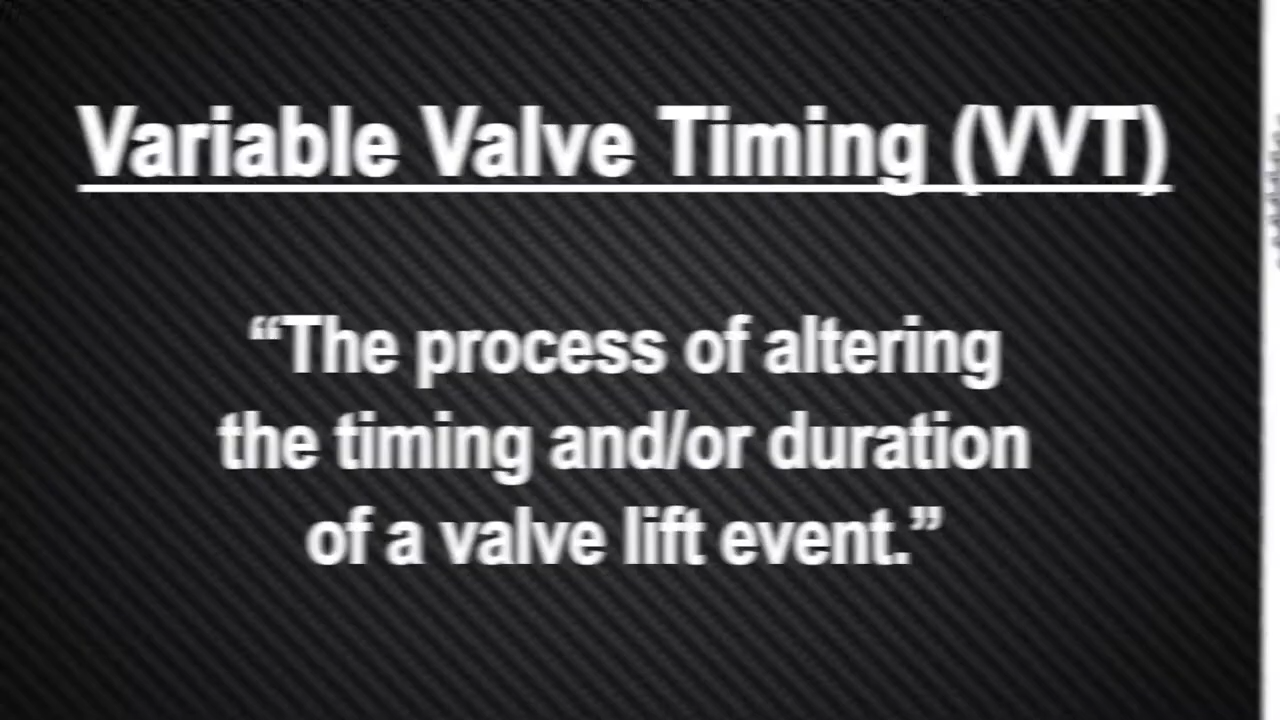 Variable Valve Timing (VVT)
“The process of altering
the timing and/or duration
of a valve lift event.”